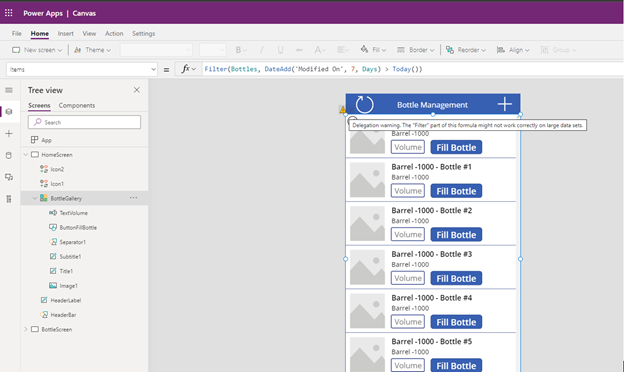 Power Apps | Canvas
File Home Insert View Action Settings
New screen Theme B / U abc A Fill Border Reorder Align Group
Items = fx Filter(Bottles, DateAdd('Modified On', 7, Days) > Today())
Tree view
Screens Components
Search
App
HomeScreen
Icon2
Icon1
BottleGallery
TextVolume
ButtonFillBottle
Separator1
Subtitle1
Title1
Image1
HeaderLabel
HeaderBar
BottleScreen
Bottle Management
Delegation warning. The "Filter" part of this formula might not work correctly on large data sets.
Barrel -1000
Volume Fill Bottle
Barrel -1000 - Bottle #1
Barrel -1000
Volume Fill Bottle
Barrel -1000 - Bottle #2
Barrel -1000
Volume Fill Bottle
Barrel -1000 - Bottle #3
Barrel -1000
Volume Fill Bottle
Barrel -1000 - Bottle #4
Barrel -1000
Volume Fill Bottle
Barrel -1000 - Bottle #5
Barrel -1000
Volume Fill Bottle